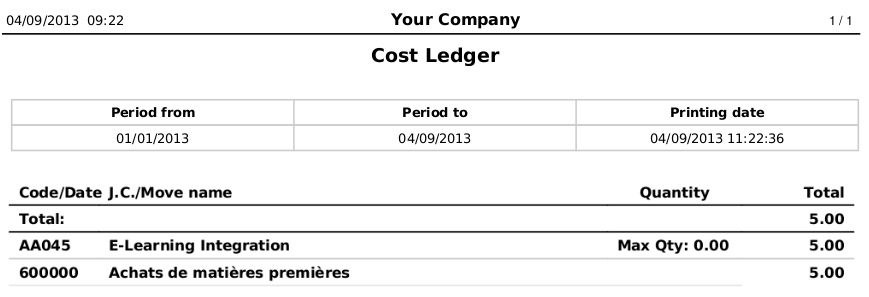 04/09/2013 09:22 Your Company 1 / 1
Cost Ledger
Period from Period to Printing date
01/01/2013 04/09/2013 04/09/2013 11:22:36
Code/Date J.C./Move name Quantity Total
Total: 5.00
AA045 E-Learning Integration Max Qty: 0.00 5.00
600000 Achats de matières premières 5.00